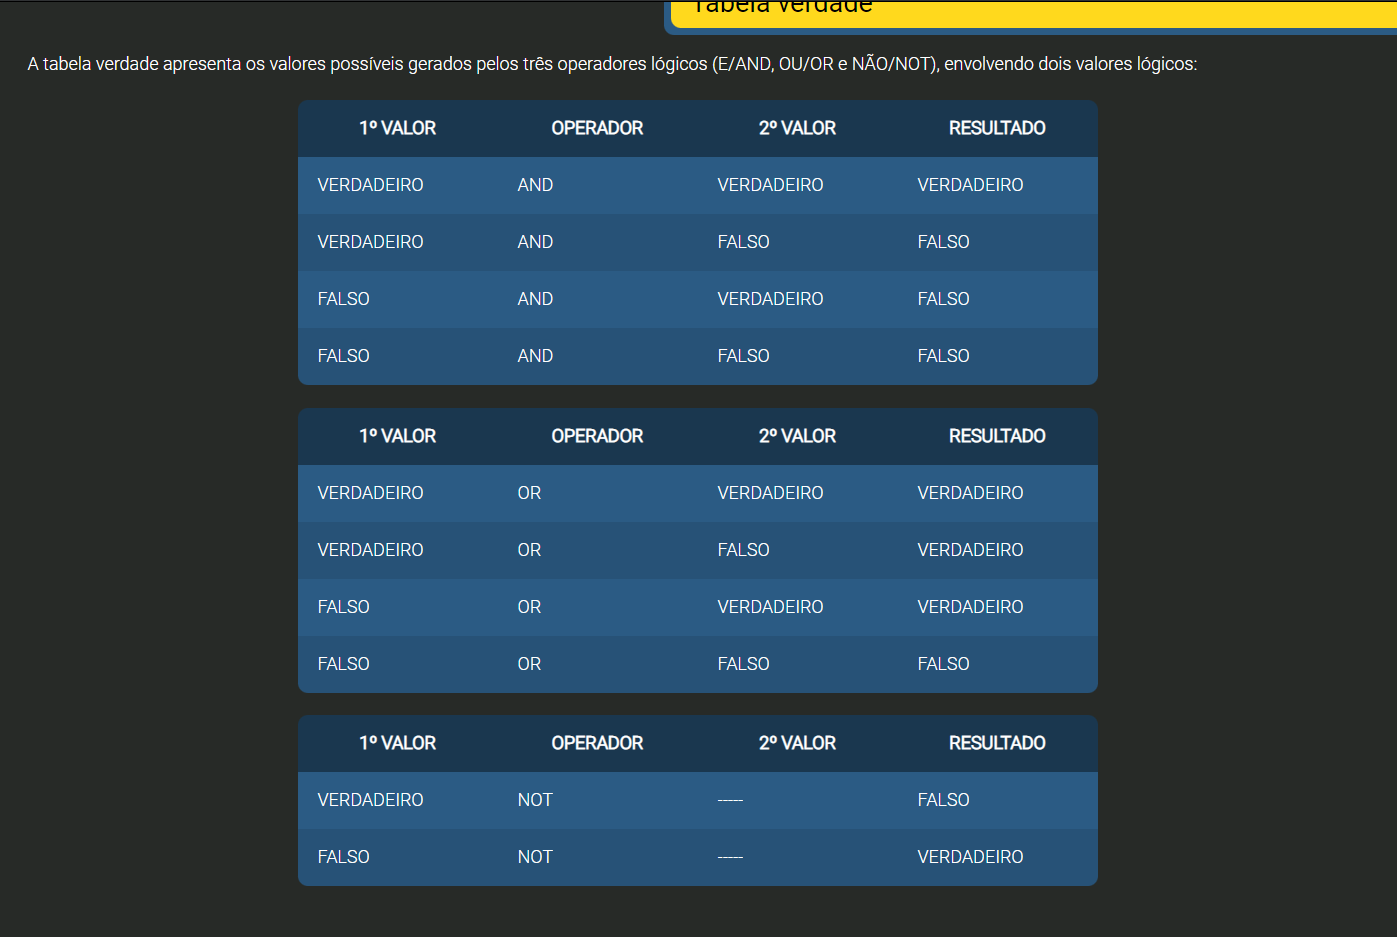 Tabela verdade
A tabela verdade apresenta os valores possíveis gerados pelos três operadores lógicos (E/AND, OU/OR e NÃO/NOT), envolvendo dois valores lógicos:
1º VALOR OPERADOR 2º VALOR RESULTADO
VERDADEIRO AND VERDADEIRO VERDADEIRO
VERDADEIRO AND FALSO FALSO
FALSO AND VERDADEIRO FALSO
FALSO AND FALSO FALSO
1º VALOR OPERADOR 2º VALOR RESULTADO
VERDADEIRO OR VERDADEIRO VERDADEIRO
VERDADEIRO OR FALSO VERDADEIRO
FALSO OR VERDADEIRO VERDADEIRO
FALSO OR FALSO FALSO
1º VALOR OPERADOR 2º VALOR RESULTADO
VERDADEIRO NOT ----- FALSO
FALSO NOT ----- VERDADEIRO